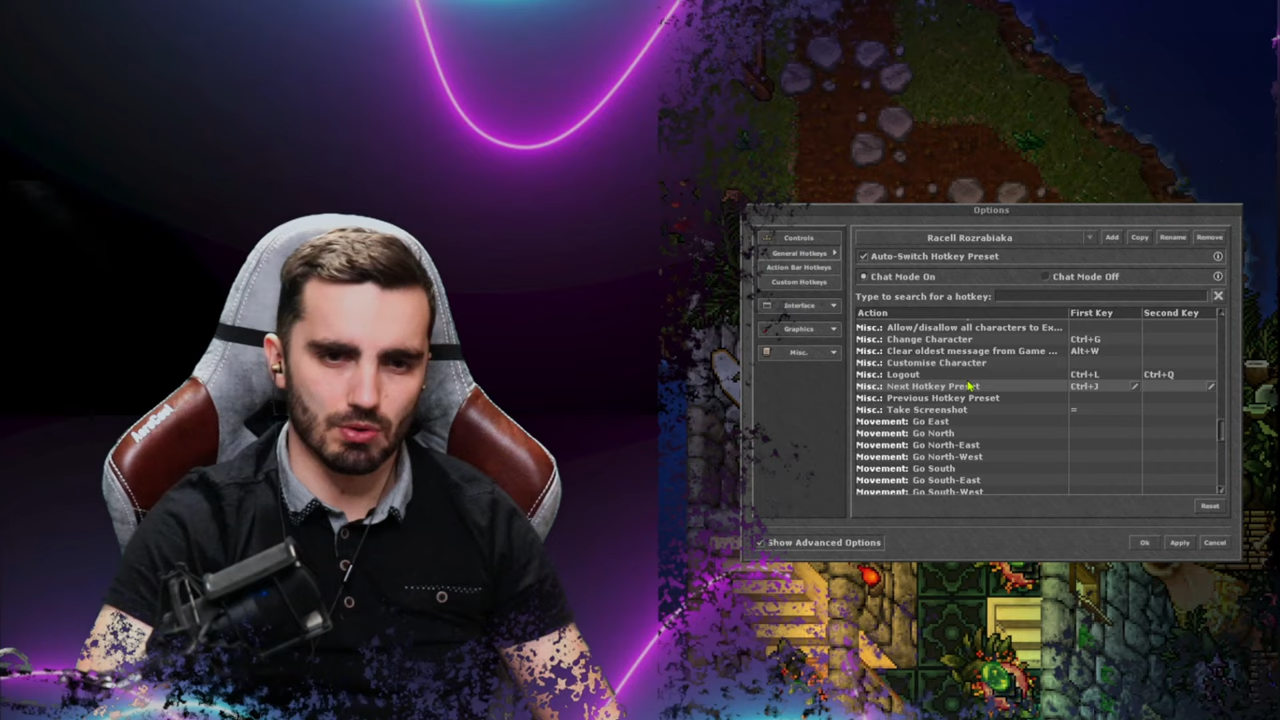 AeroCool
Options
Controls
General Hotkeys
Action Bar Hotkeys
Custom Hotkeys
Interface
Graphics
Misc.
Racell Rozrabiaka
Add Copy Rename Remove
Auto-Switch Hotkey Preset
Chat Mode On Chat Mode Off
Type to search for a hotkey:
Action First Key Second Key
Misc.: Allow/disallow all characters to Ex...
Misc.: Change Character Ctrl+G
Misc.: Clear oldest message from Game ... Alt+W
Misc.: Customise Character
Misc.: Logout Ctrl+L Ctrl+Q
Misc.: Next Hotkey Preset Ctrl+J
Misc.: Previous Hotkey Preset
Misc.: Take Screenshot =
Movement: Go East
Movement: Go North
Movement: Go North-East
Movement: Go North-West
Movement: Go South
Movement: Go South-East
Movement: Go South-West
Reset
Show Advanced Options
Ok Apply Cancel